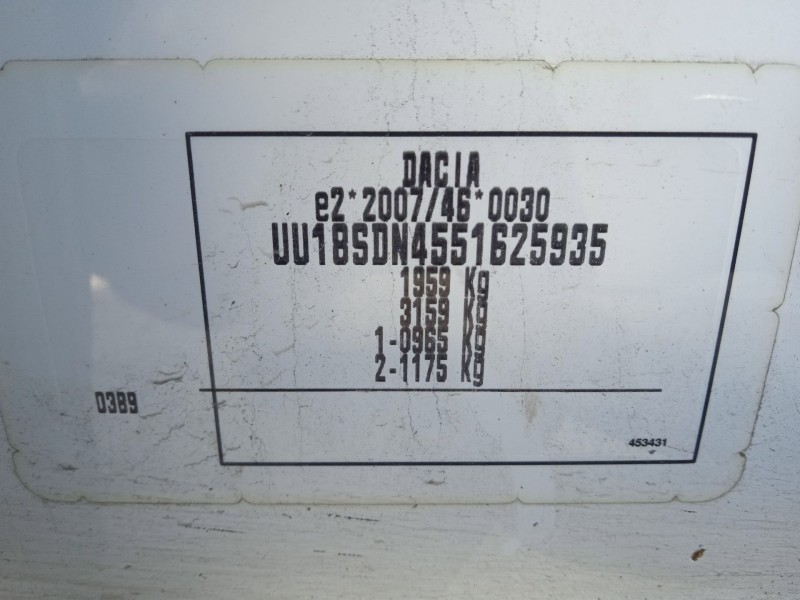 DACIA
e2*2007/46*0030
UU18SDN4551625935
1959 Kg
3159 Kg
1-0965 Kg
2-1175 Kg
0389
453431